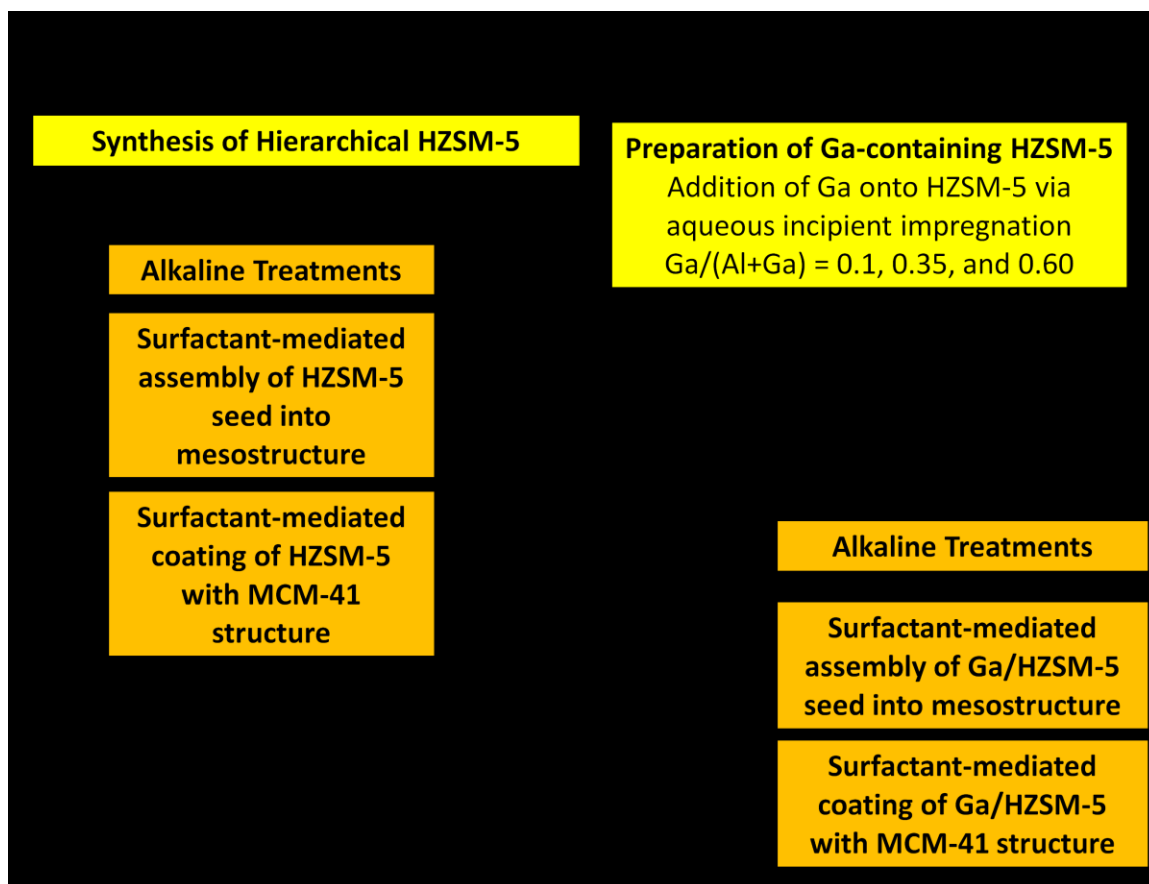 Synthesis of Hierarchical HZSM-5
Alkaline Treatments
Surfactant-mediated
assembly of HZSM-5
seed into
mesostructure
Surfactant-mediated
coating of HZSM-5
with MCM-41
structure
Preparation of Ga-containing HZSM-5
Addition of Ga onto HZSM-5 via
aqueous incipient impregnation
Ga/(Al+Ga) = 0.1, 0.35, and 0.60
Alkaline Treatments
Surfactant-mediated
assembly of Ga/HZSM-5
seed into mesostructure
Surfactant-mediated
coating of Ga/HZSM-5
with MCM-41 structure